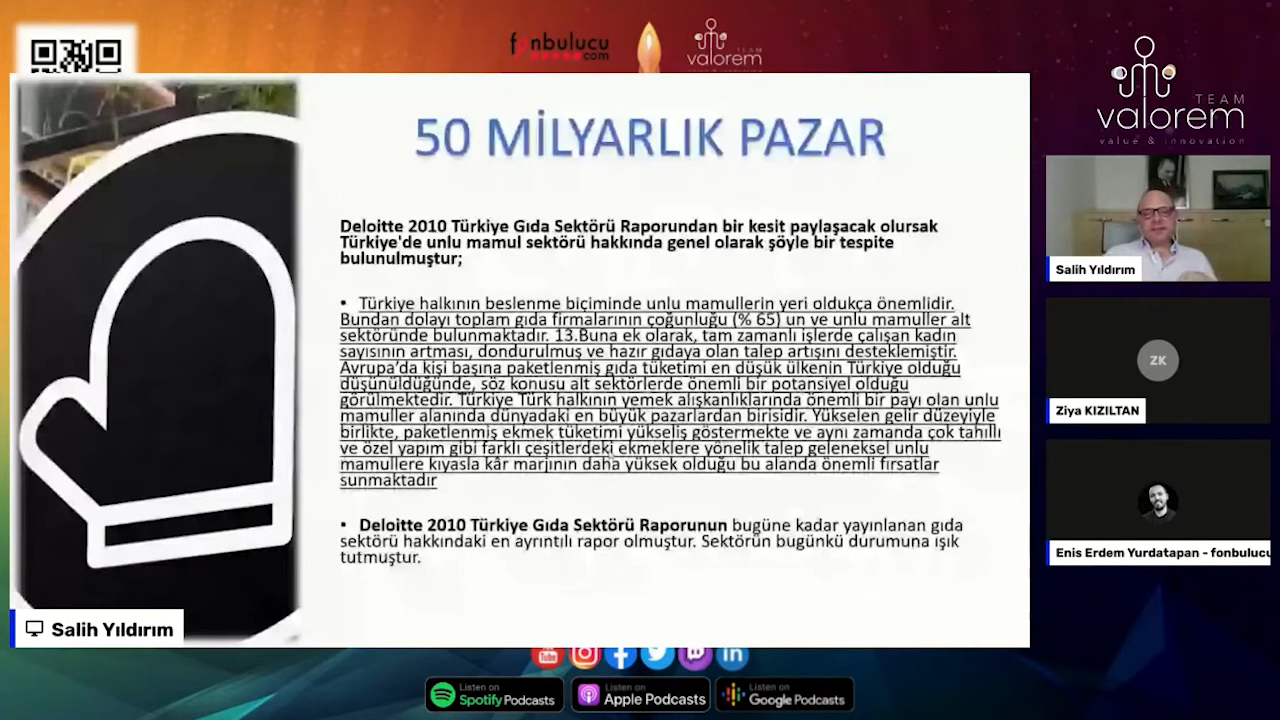 fonbulucu
.com
TEAM
valorem
50 MİLYARLIK PAZAR
Deloitte 2010 Türkiye Gıda Sektörü Raporundan bir kesit paylaşacak olursak
Türkiye'de unlu mamul sektörü hakkında genel olarak şöyle bir tespite
bulunulmuştur;
• Türkiye halkının beslenme biçiminde unlu mamullerin yeri oldukça önemlidir.
Bundan dolayı toplam gıda firmalarının çoğunluğu (% 65) un ve unlu mamuller alt
sektöründe bulunmaktadır. 13.Buna ek olarak, tam zamanlı işlerde çalışan kadın
sayısının artması, dondurulmuş ve hazır gıdaya olan talep artışını desteklemiştir.
Avrupa’da kişi başına paketlenmiş gıda tüketimi en düşük ülkenin Türkiye olduğu
düşünüldüğünde, söz konusu alt sektörlerde önemli bir potansiyel olduğu
görülmektedir. Türkiye Türk halkının yemek alışkanlıklarında önemli bir payı olan unlu
mamuller alanında dünyadaki en büyük pazarlardan birisidir. Yükselen gelir düzeyiyle
birlikte, paketlenmiş ekmek tüketimi yükseliş göstermekte ve aynı zamanda çok tahıllı
ve özel yapım gibi farklı çeşitlerdeki ekmeklere yönelik talep geleneksel unlu
mamullere kıyasla kâr marjının daha yüksek olduğu bu alanda önemli fırsatlar
sunmaktadır
• Deloitte 2010 Türkiye Gıda Sektörü Raporunun bugüne kadar yayınlanan gıda
sektörü hakkındaki en ayrıntılı rapor olmuştur. Sektörün bugünkü durumuna ışık
tutmuştur.
Salih Yıldırım
TEAM
valorem
value & innovation
Salih Yıldırım
ZK
Ziya KIZILTAN
Enis Erdem Yurdatapan - fonbulucu
You
in
Listen on
Spotify Podcasts
Listen on
Apple Podcasts
Listen on
Google Podcasts